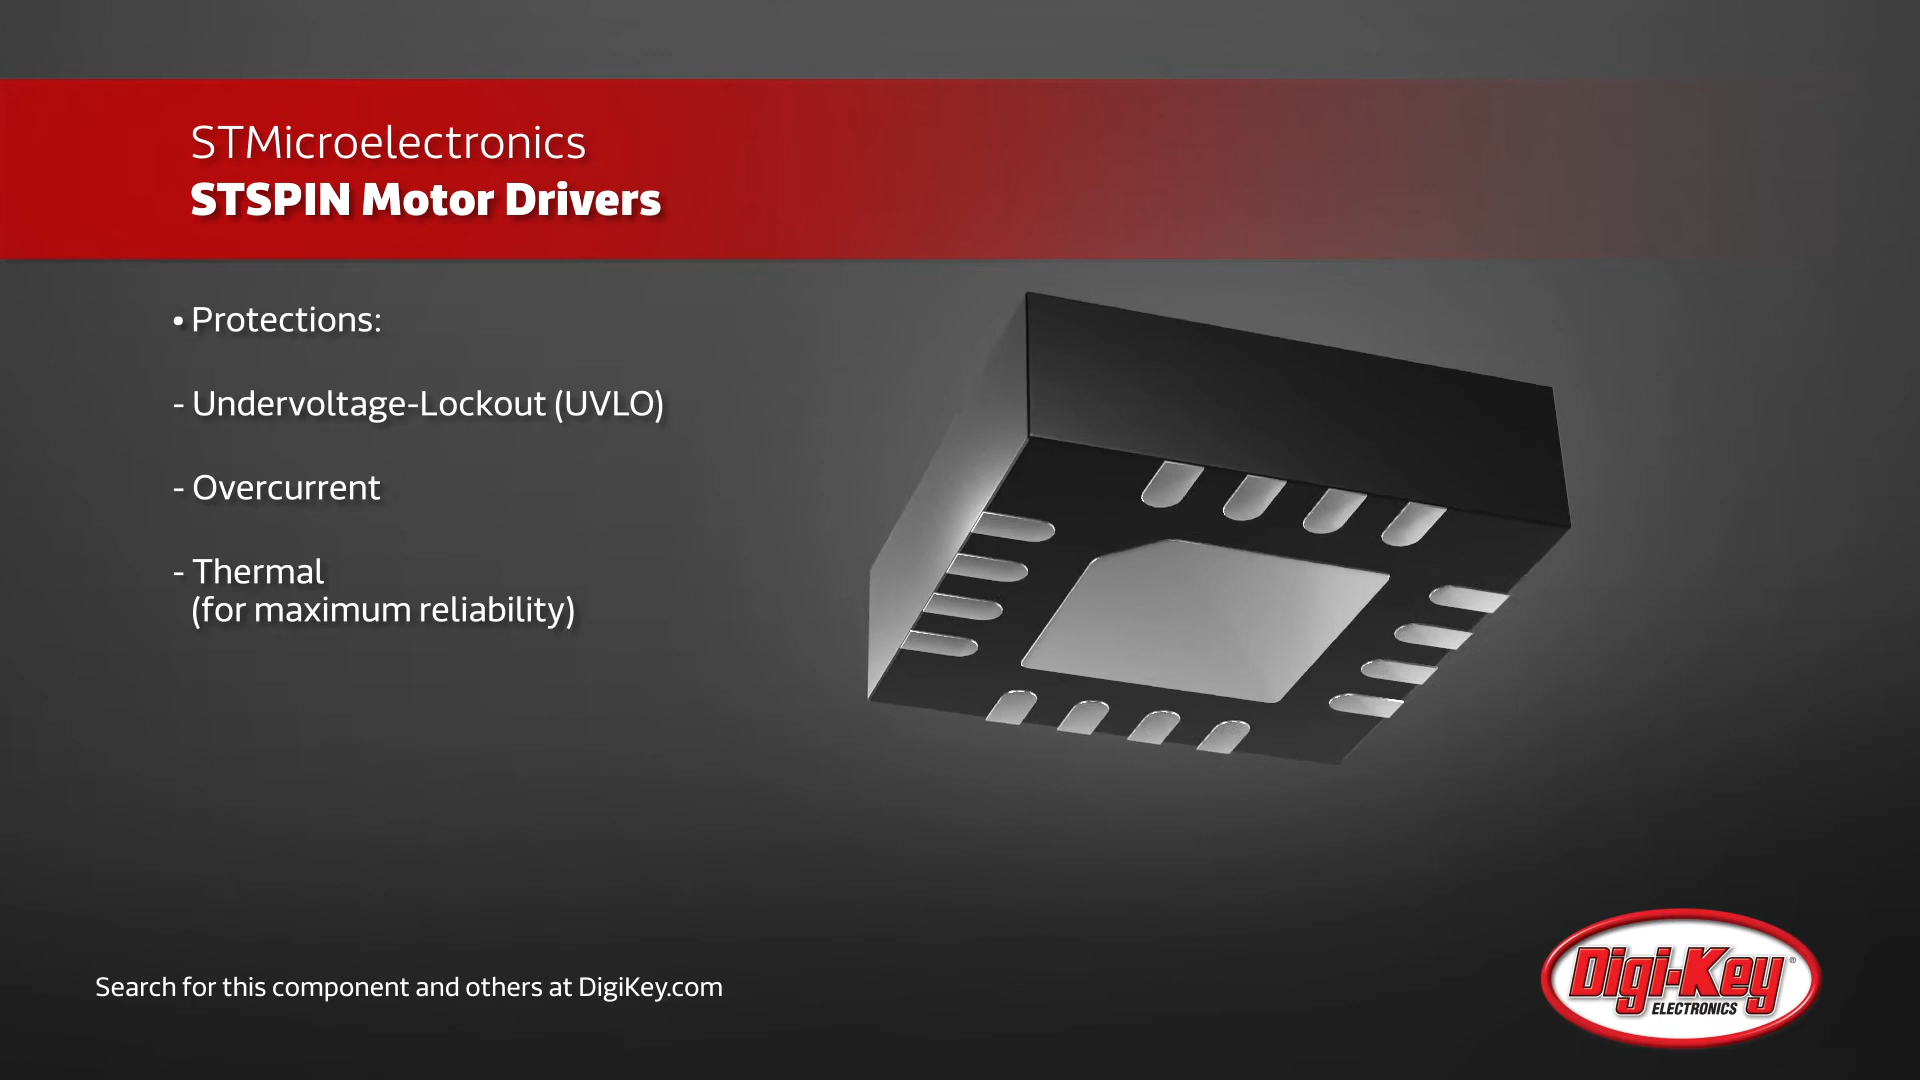 STMicroelectronics
STSPIN Motor Drivers
• Protections:
- Undervoltage-Lockout (UVLO)
- Overcurrent
- Thermal
(for maximum reliability)
Search for this component and others at DigiKey.com
Digi-Key®
ELECTRONICS